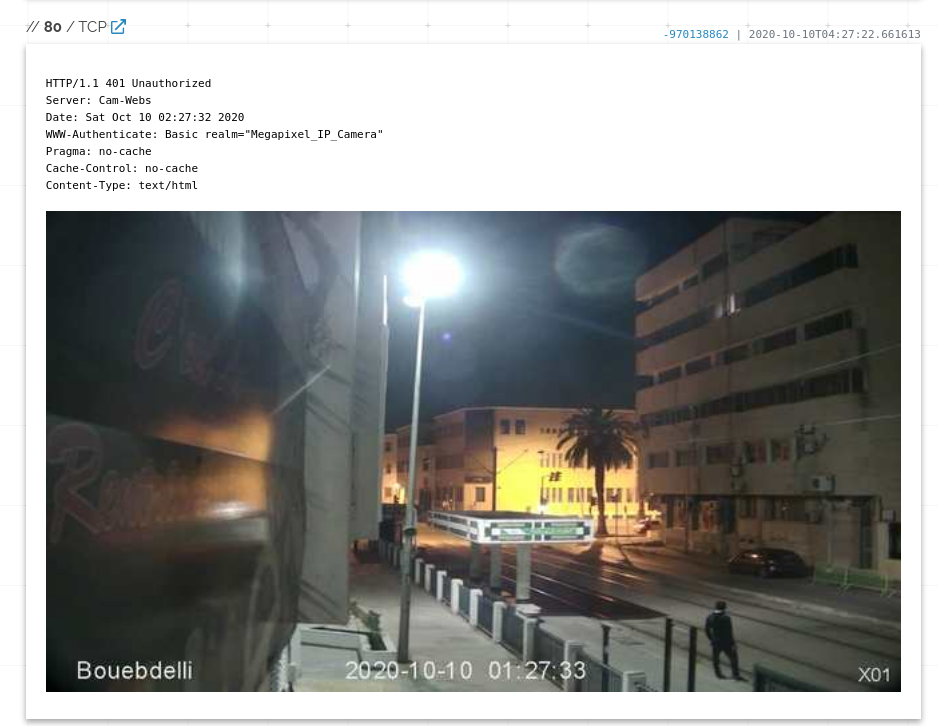 // 80 / TCP
-970138862 | 2020-10-10T04:27:22.661613
HTTP/1.1 401 Unauthorized
Server: Cam-Webs
Date: Sat Oct 10 02:27:32 2020
WWW-Authenticate: Basic realm="Megapixel_IP_Camera"
Pragma: no-cache
Cache-Control: no-cache
Content-Type: text/html
Bouebdelli 2020-10-10 01:27:33 X01